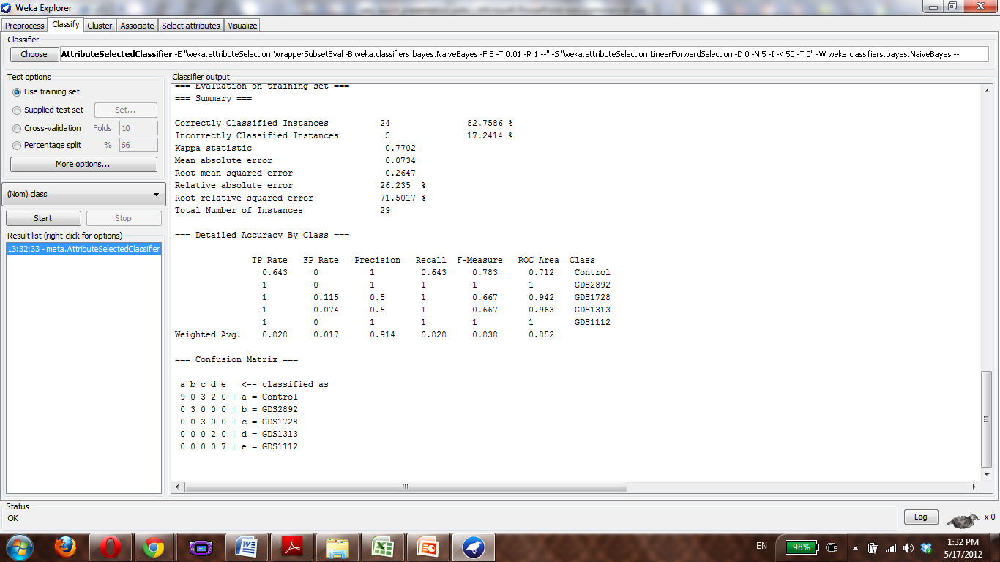 Weka Explorer
Preprocess Classify Cluster Associate Select attributes Visualize
Classifier
Choose AttributeSelectedClassifier -E "weka.attributeSelection.WrapperSubsetEval -B weka.classifiers.bayes.NaiveBayes -F 5 -T 0.01 -R 1 --" -S "weka.attributeSelection.LinearForwardSelection -D 0 -N 5 -I -K 50 -T 0" -W weka.classifiers.bayes.NaiveBayes --
Test options
Use training set
Supplied test set Set...
Cross-validation Folds 10
Percentage split % 66
More options...
(Nom) class
Start Stop
Result list (right-click for options)
13:32:33 - meta.AttributeSelectedClassifier
Classifier output
=== Evaluation on training set ===
=== Summary ===
Correctly Classified Instances 24 82.7586 %
Incorrectly Classified Instances 5 17.2414 %
Kappa statistic 0.7702
Mean absolute error 0.0734
Root mean squared error 0.2647
Relative absolute error 26.235 %
Root relative squared error 71.5017 %
Total Number of Instances 29
=== Detailed Accuracy By Class ===
TP Rate FP Rate Precision Recall F-Measure ROC Area Class
0.643 0 1 0.643 0.783 0.712 Control
1 0 1 1 1 1 GDS2892
1 0.115 0.5 1 0.667 0.942 GDS1728
1 0.074 0.5 1 0.667 0.963 GDS1313
1 0 1 1 1 1 GDS1112
Weighted Avg. 0.828 0.017 0.914 0.828 0.838 0.852
=== Confusion Matrix ===
a b c d e <-- classified as
9 0 3 2 0 | a = Control
0 3 0 0 0 | b = GDS2892
0 0 3 0 0 | c = GDS1728
0 0 0 2 0 | d = GDS1313
0 0 0 0 7 | e = GDS1112
Status
OK
Log x 0
EN 98% 1:32 PM
5/17/2012